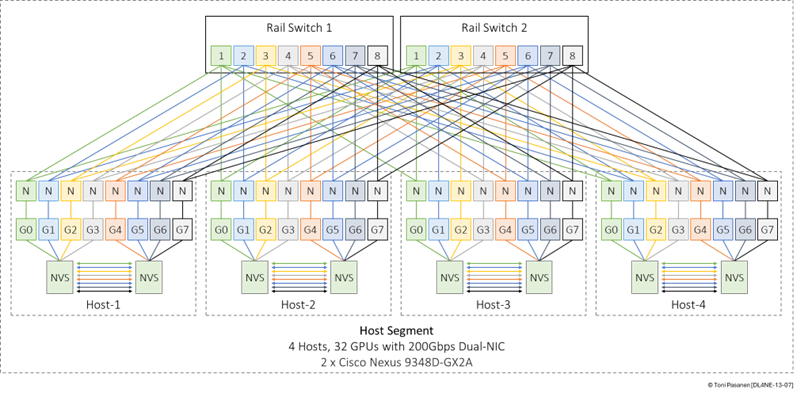 Rail Switch 1 Rail Switch 2
1 2 3 4 5 6 7 8 1 2 3 4 5 6 7 8
N N N N N N N N N N N N N N N N N N N N N N N N N N N N N N N N
G0 G1 G2 G3 G4 G5 G6 G7 G0 G1 G2 G3 G4 G5 G6 G7 G0 G1 G2 G3 G4 G5 G6 G7 G0 G1 G2 G3 G4 G5 G6 G7
NVS NVS NVS NVS NVS NVS NVS NVS
Host-1 Host-2 Host-3 Host-4
Host Segment
4 Hosts, 32 GPUs with 200Gbps Dual-NIC
2 x Cisco Nexus 9348D-GX2A
© Toni Pasanen [DL4NE-13-07]